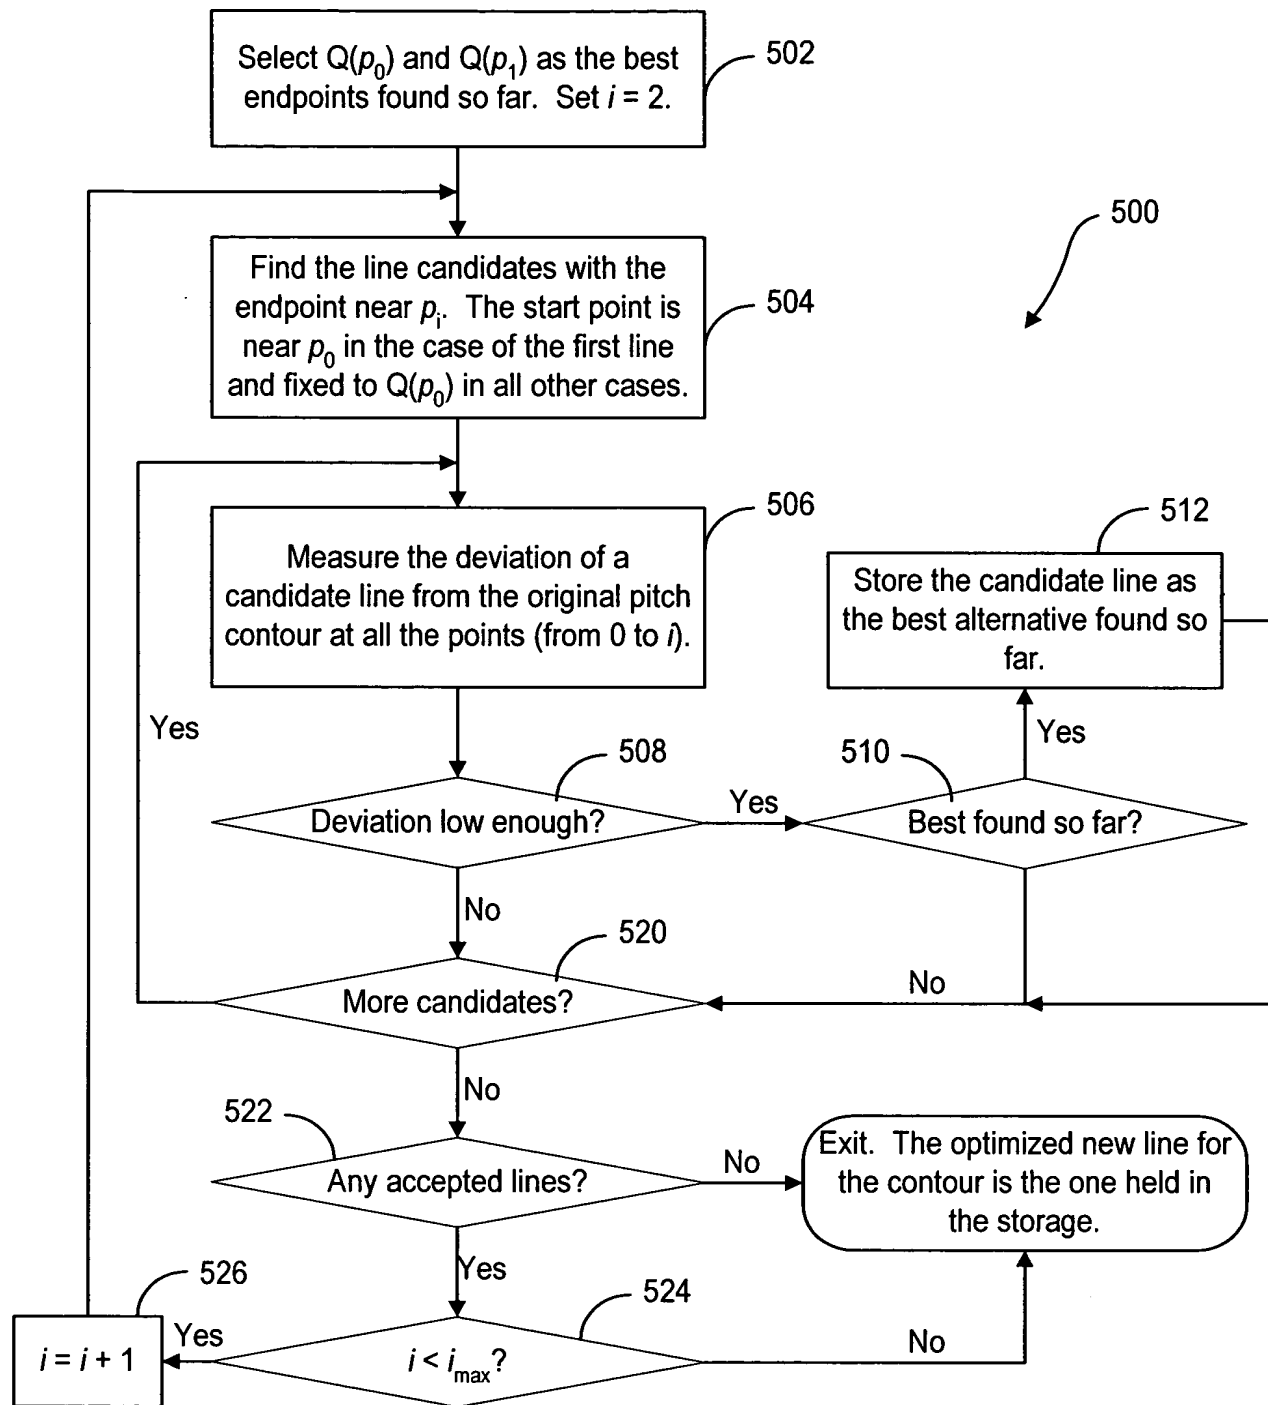 Select Q(p0) and Q(p1) as the best
endpoints found so far. Set i = 2.
502
500
Find the line candidates with the
endpoint near pi. The start point is
near p0 in the case of the first line
and fixed to Q(p0) in all other cases.
504
Measure the deviation of a
candidate line from the original pitch
contour at all the points (from 0 to i).
506
512
Store the candidate line as
the best alternative found so
far.
Yes
Yes
508
510
Deviation low enough?
Yes
Best found so far?
No
520
More candidates?
No
No
522
Any accepted lines?
No
Exit. The optimized new line for
the contour is the one held in
the storage.
Yes
526
524
i = i + 1
Yes
i < imax?
No